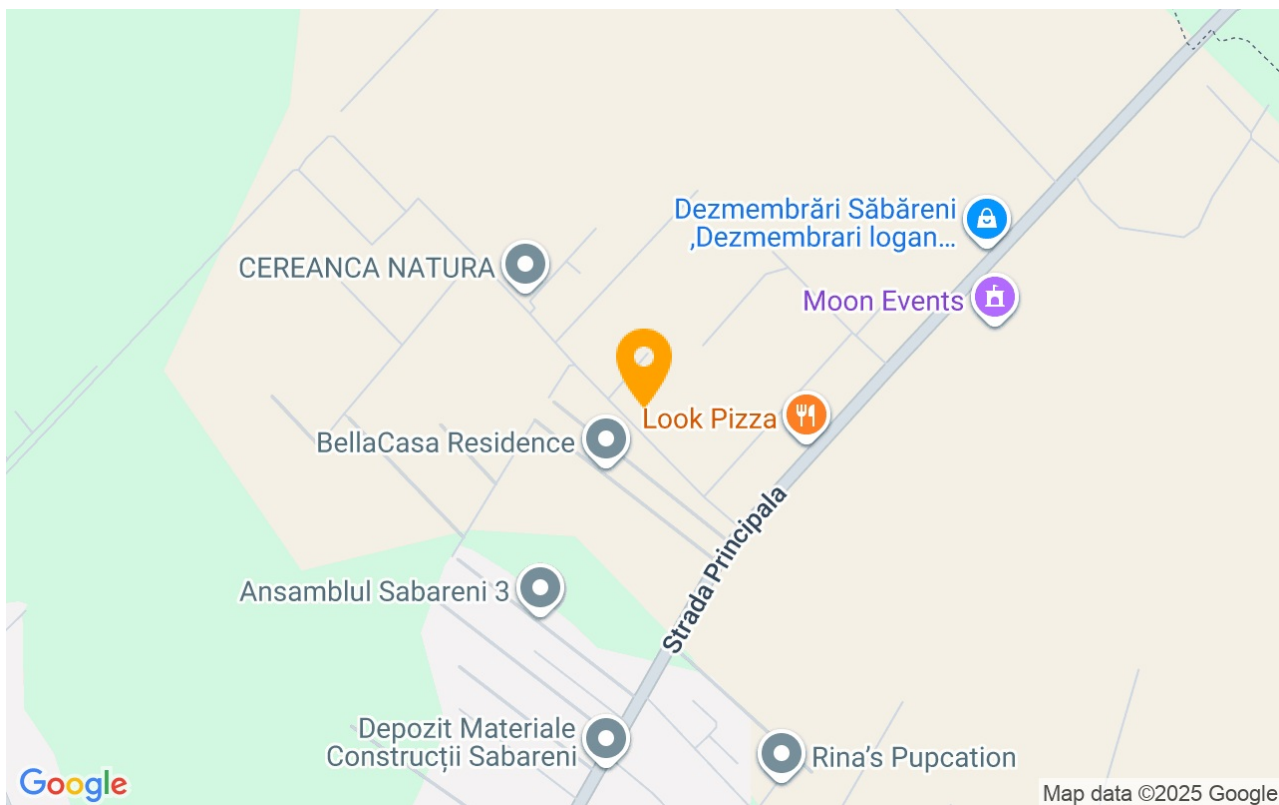 Dezmembrări Săbăreni
,Dezmembrari logan...
CEREANCA NATURA
Moon Events
Look Pizza
BellaCasa Residence
Strada Principala
Ansamblul Sabareni 3
Depozit Materiale
Construcții Sabareni
Rina's Pupcation
Google
Map data ©2025 Google